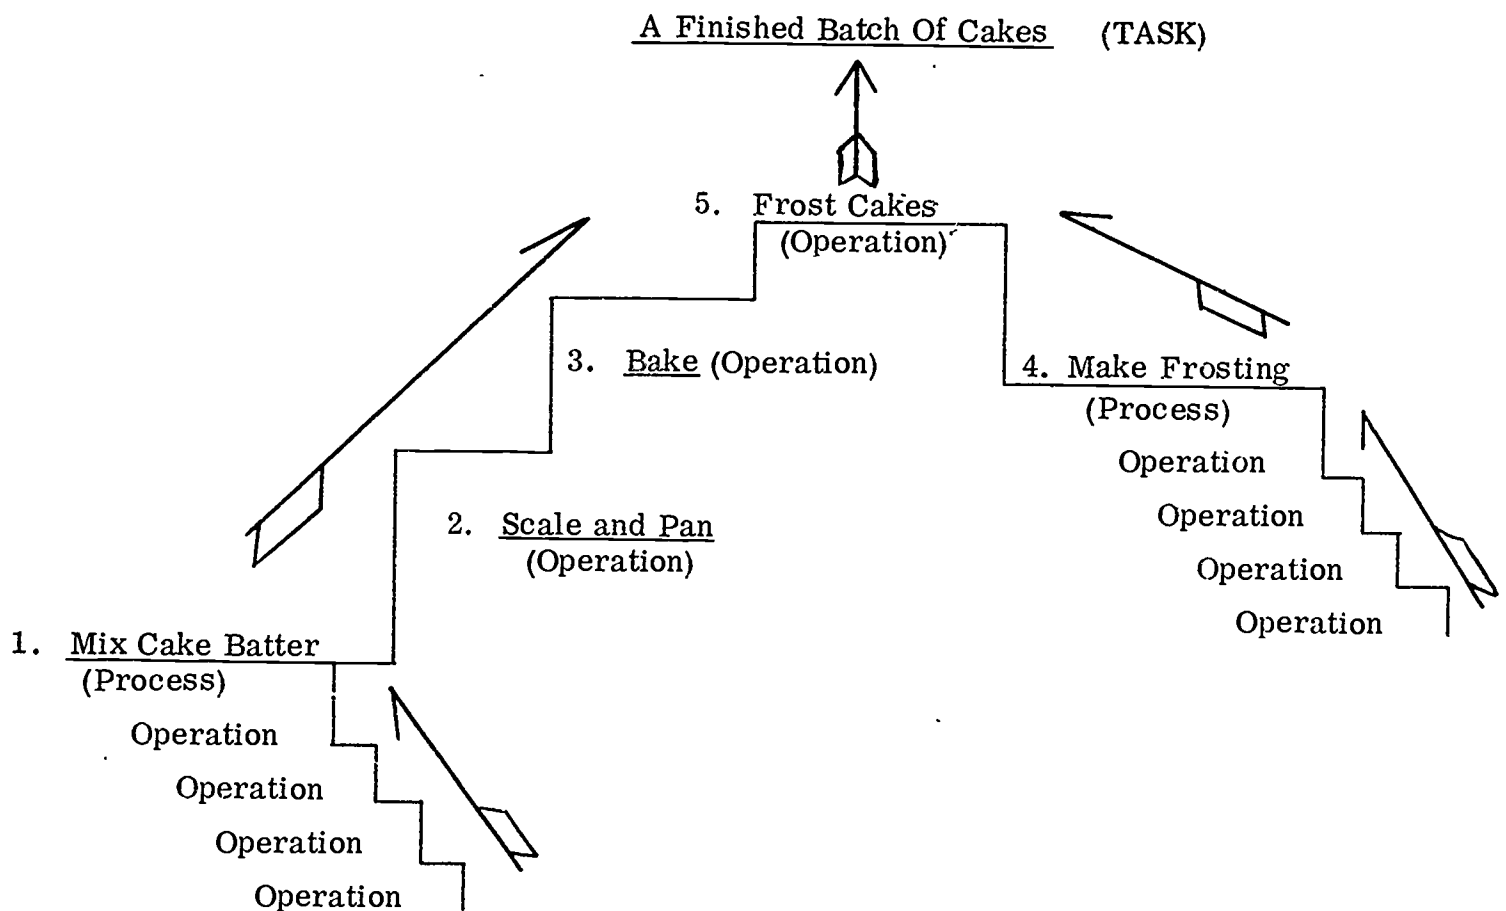 A Finished Batch Of Cakes (TASK)
5. Frost Cakes
(Operation)
3. Bake (Operation)
4. Make Frosting
(Process)
Operation
Operation
Operation
Operation
2. Scale and Pan
(Operation)
1. Mix Cake Batter
(Process)
Operation
Operation
Operation
Operation